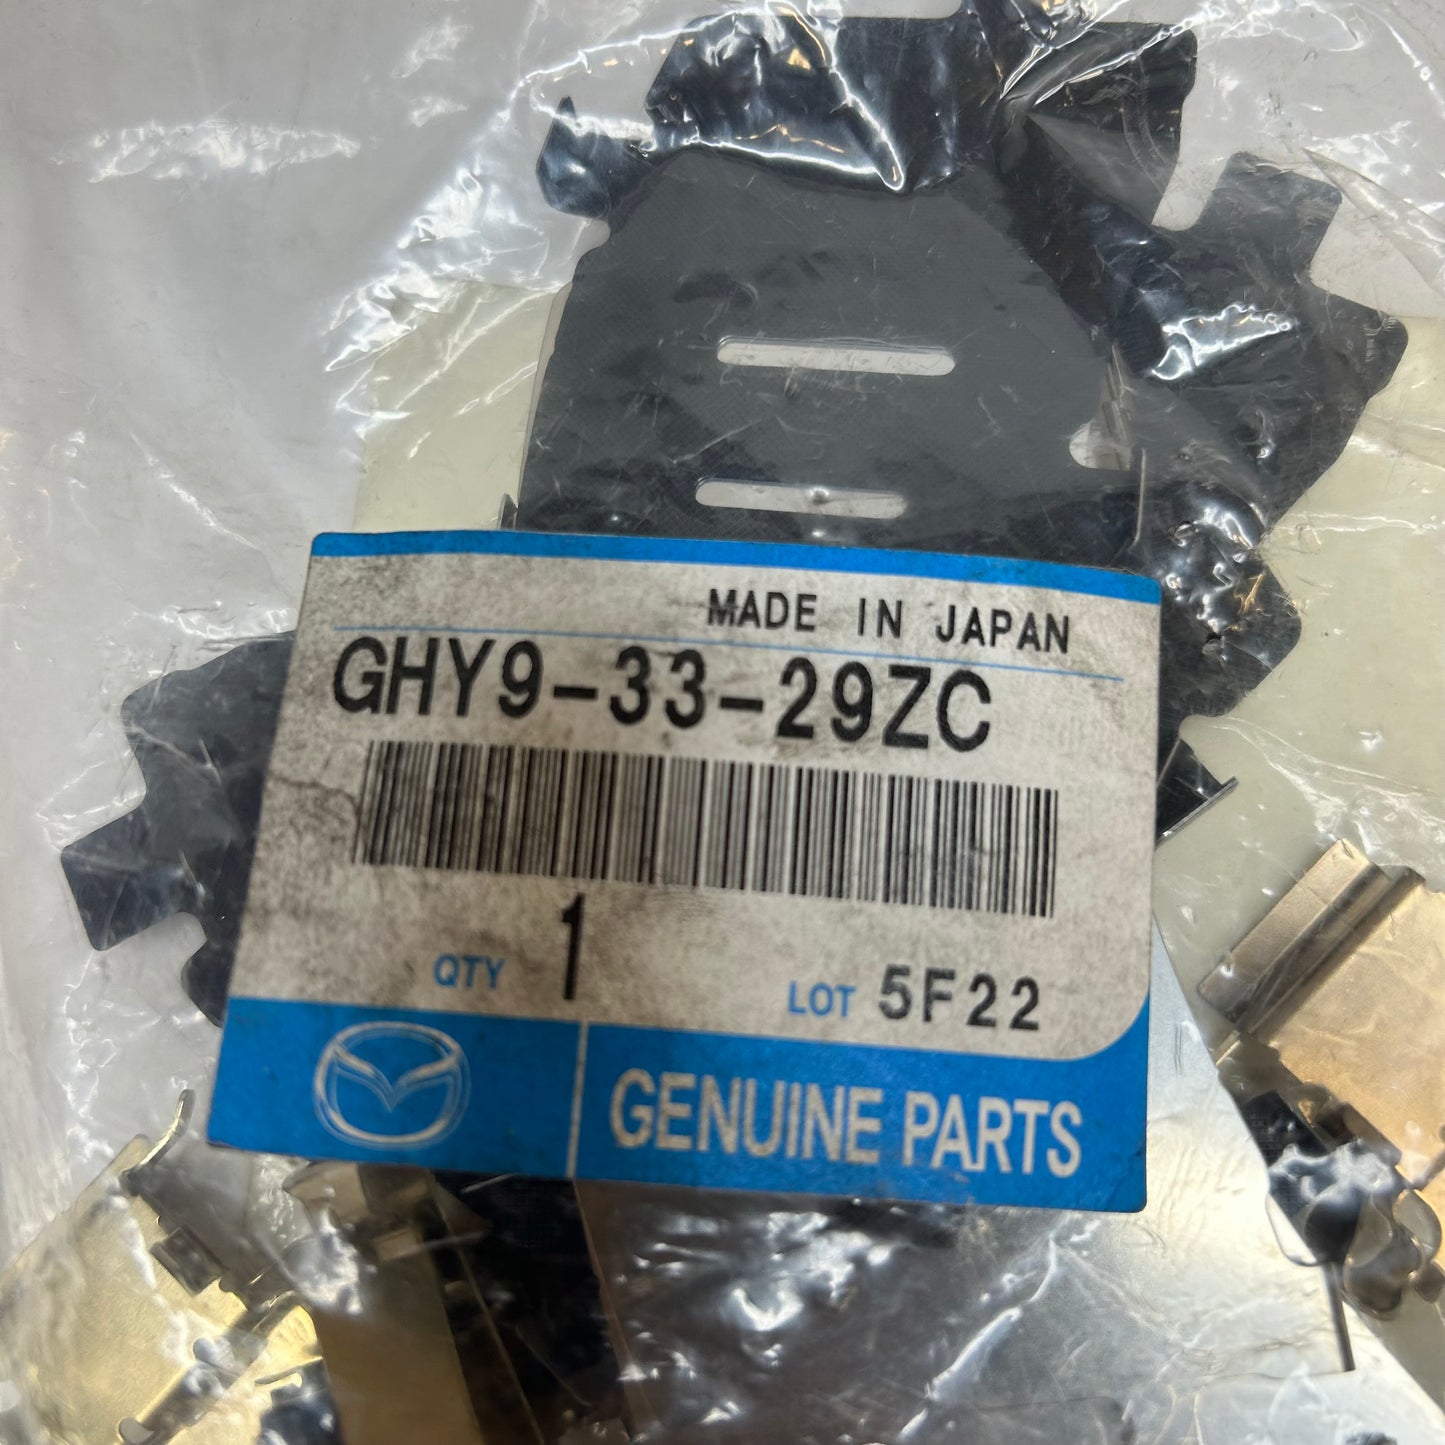 MADE IN JAPAN
GHY9-33-29ZC
QTY 1 LOT 5F22
GENUINE PARTS